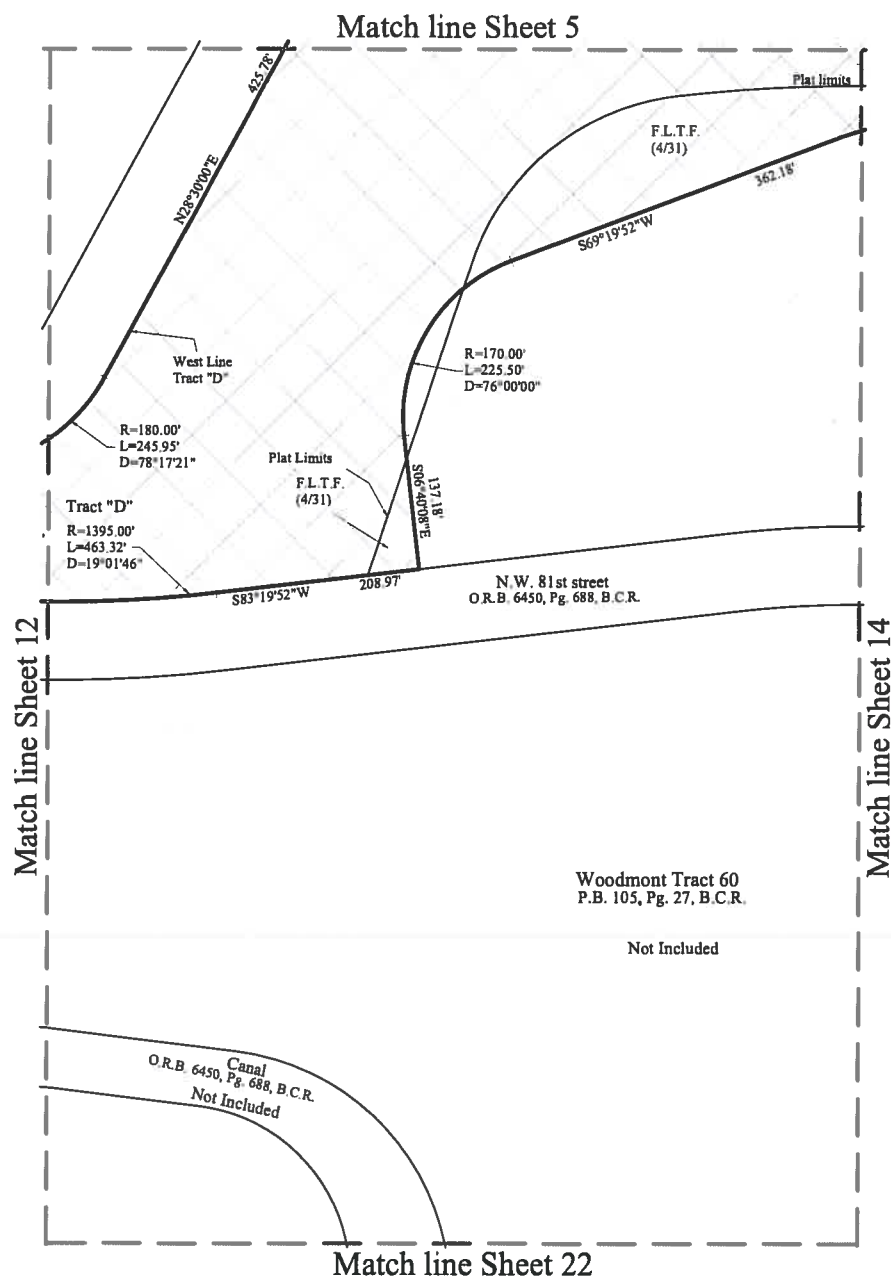 Match line Sheet 5
Plat limits
425.78'
F.L.T.F.
(4/31)
362.18'
N28°30'00"E
S69°19'52"W
West Line
Tract "D"
R=170.00'
L=225.50'
D=76°00'00"
R=180.00'
L=245.95'
D=78°17'21"
Plat Limits
F.L.T.F.
(4/31)
137.18'
S06°40'08"E
Tract "D"
R=1395.00'
L=463.32'
D=19°01'46"
S83°19'52"W
208.97'
N.W. 81st street
O.R.B. 6450, Pg. 688, B.C.R.
Match line Sheet 12
Match line Sheet 14
Woodmont Tract 60
P.B. 105, Pg. 27, B.C.R.
Not Included
Canal
O.R.B. 6450, Pg. 688, B.C.R.
Not Included
Match line Sheet 22